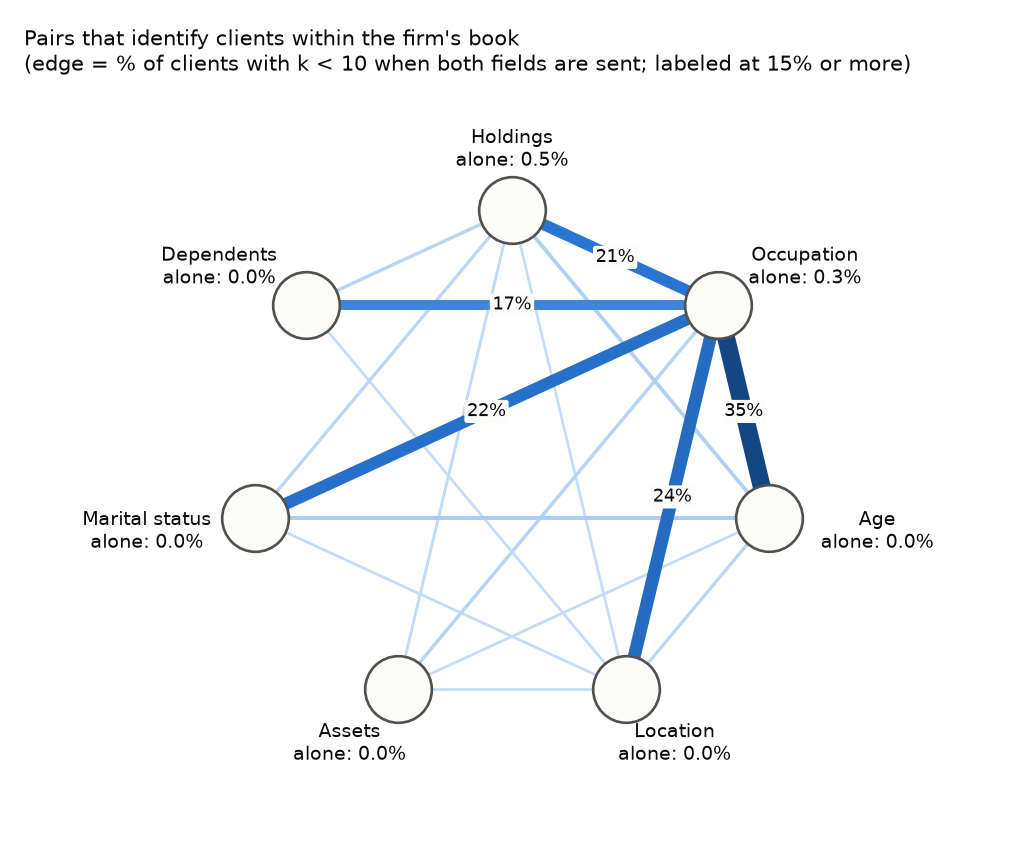 Pairs that identify clients within the firm's book
(edge = % of clients with k < 10 when both fields are sent; labeled at 15% or more)
Holdings
alone: 0.5%
Dependents
alone: 0.0%
Occupation
alone: 0.3%
21%
17%
22%
35%
24%
Marital status
alone: 0.0%
Age
alone: 0.0%
Assets
alone: 0.0%
Location
alone: 0.0%